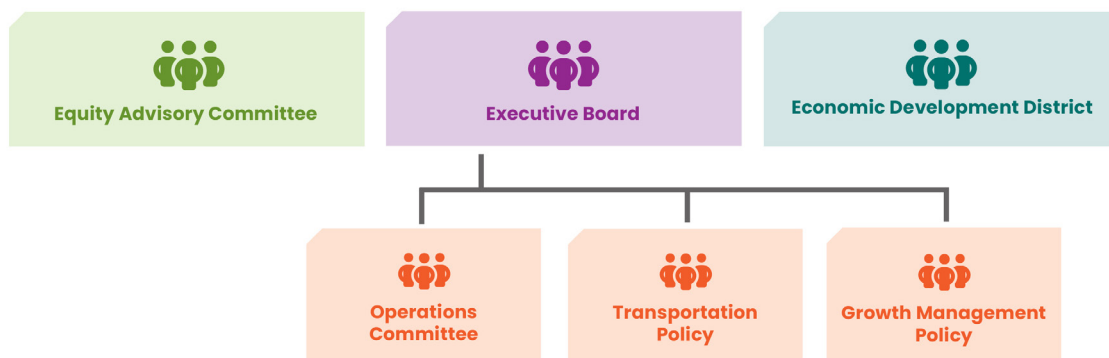 Equity Advisory Committee
Executive Board
Economic Development District
Operations
Committee
Transportation
Policy
Growth Management
Policy